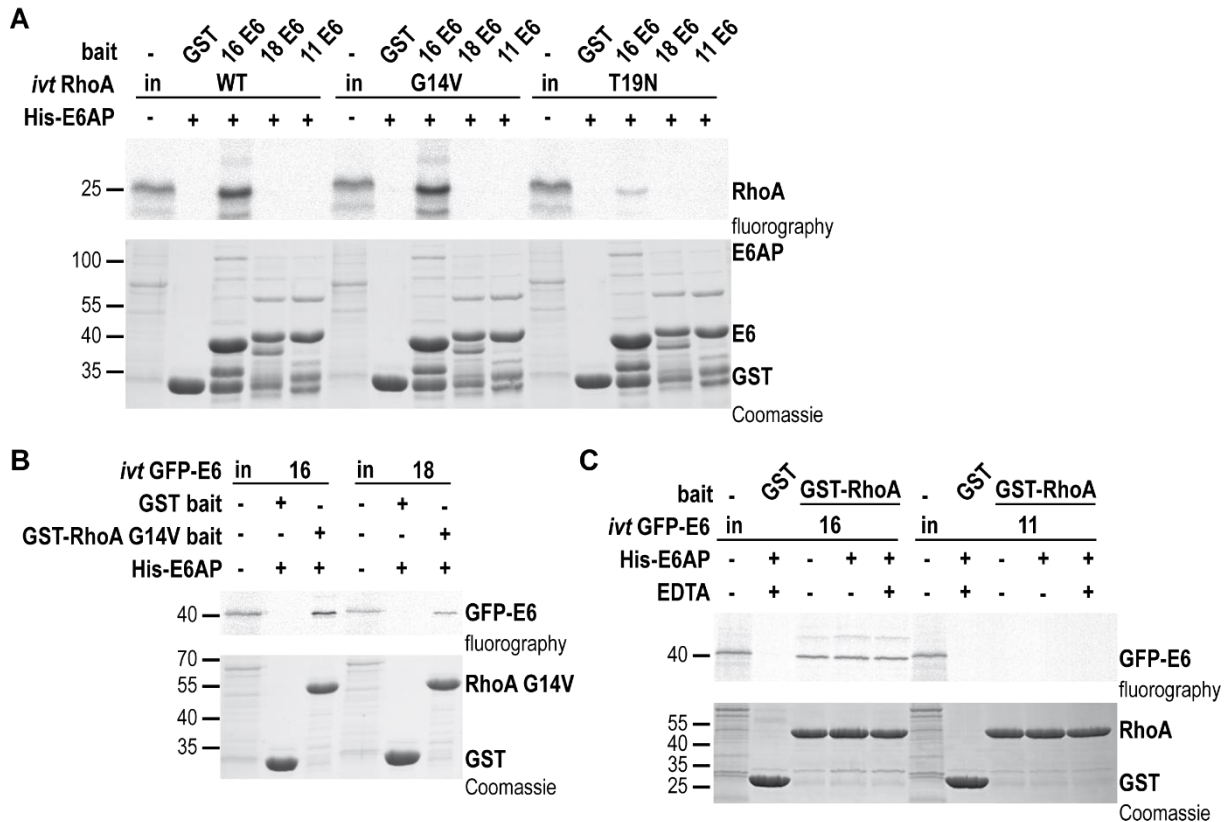 A
bait - GST 16 E6 18 E6 11 E6 - GST 16 E6 18 E6 11 E6 - GST 16 E6 18 E6 11 E6
ivt RhoA in WT in G14V in T19N
His-E6AP - + + + + - + + + + - + + + +
25 RhoA
fluorography
E6AP
100
55
40 E6
35
GST
Coomassie
B
ivt GFP-E6 in 16 in 18
GST bait - + - - + -
GST-RhoA G14V bait - - + - - +
His-E6AP - + + - + +
40 GFP-E6
fluorography
70
55 RhoA G14V
40
35
GST
Coomassie
C
bait - GST GST-RhoA - GST GST-RhoA
ivt GFP-E6 in 16 in 11
His-E6AP - + - + + - + - + +
EDTA - + - - + - + - - +
40 GFP-E6
fluorography
55 RhoA
40
35
25 GST
Coomassie